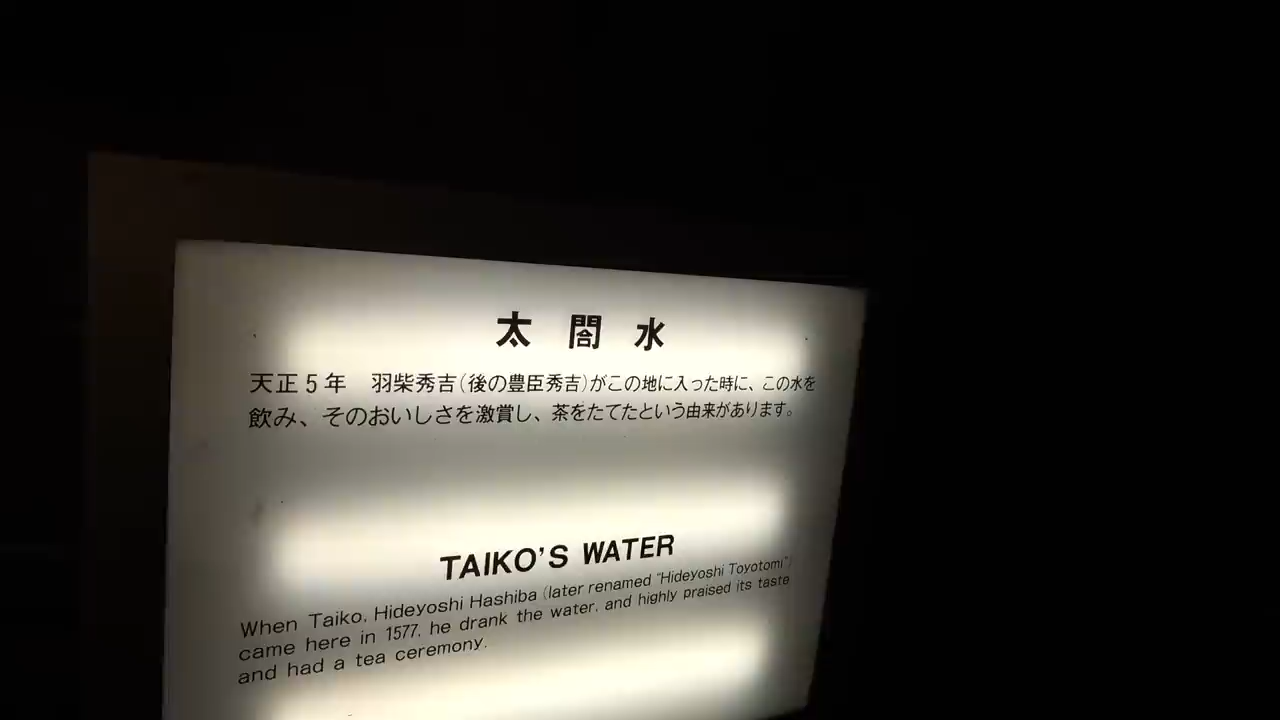 太閤水
天正5年　羽柴秀吉(後の豊臣秀吉)がこの地に入った時に、この水を
飲み、そのおいしさを激賞し、茶をたてたという由来があります。
TAIKO'S WATER
When Taiko, Hideyoshi Hashiba (later renamed "Hideyoshi Toyotomi")
came here in 1577, he drank the water, and highly praised its taste
and had a tea ceremony.